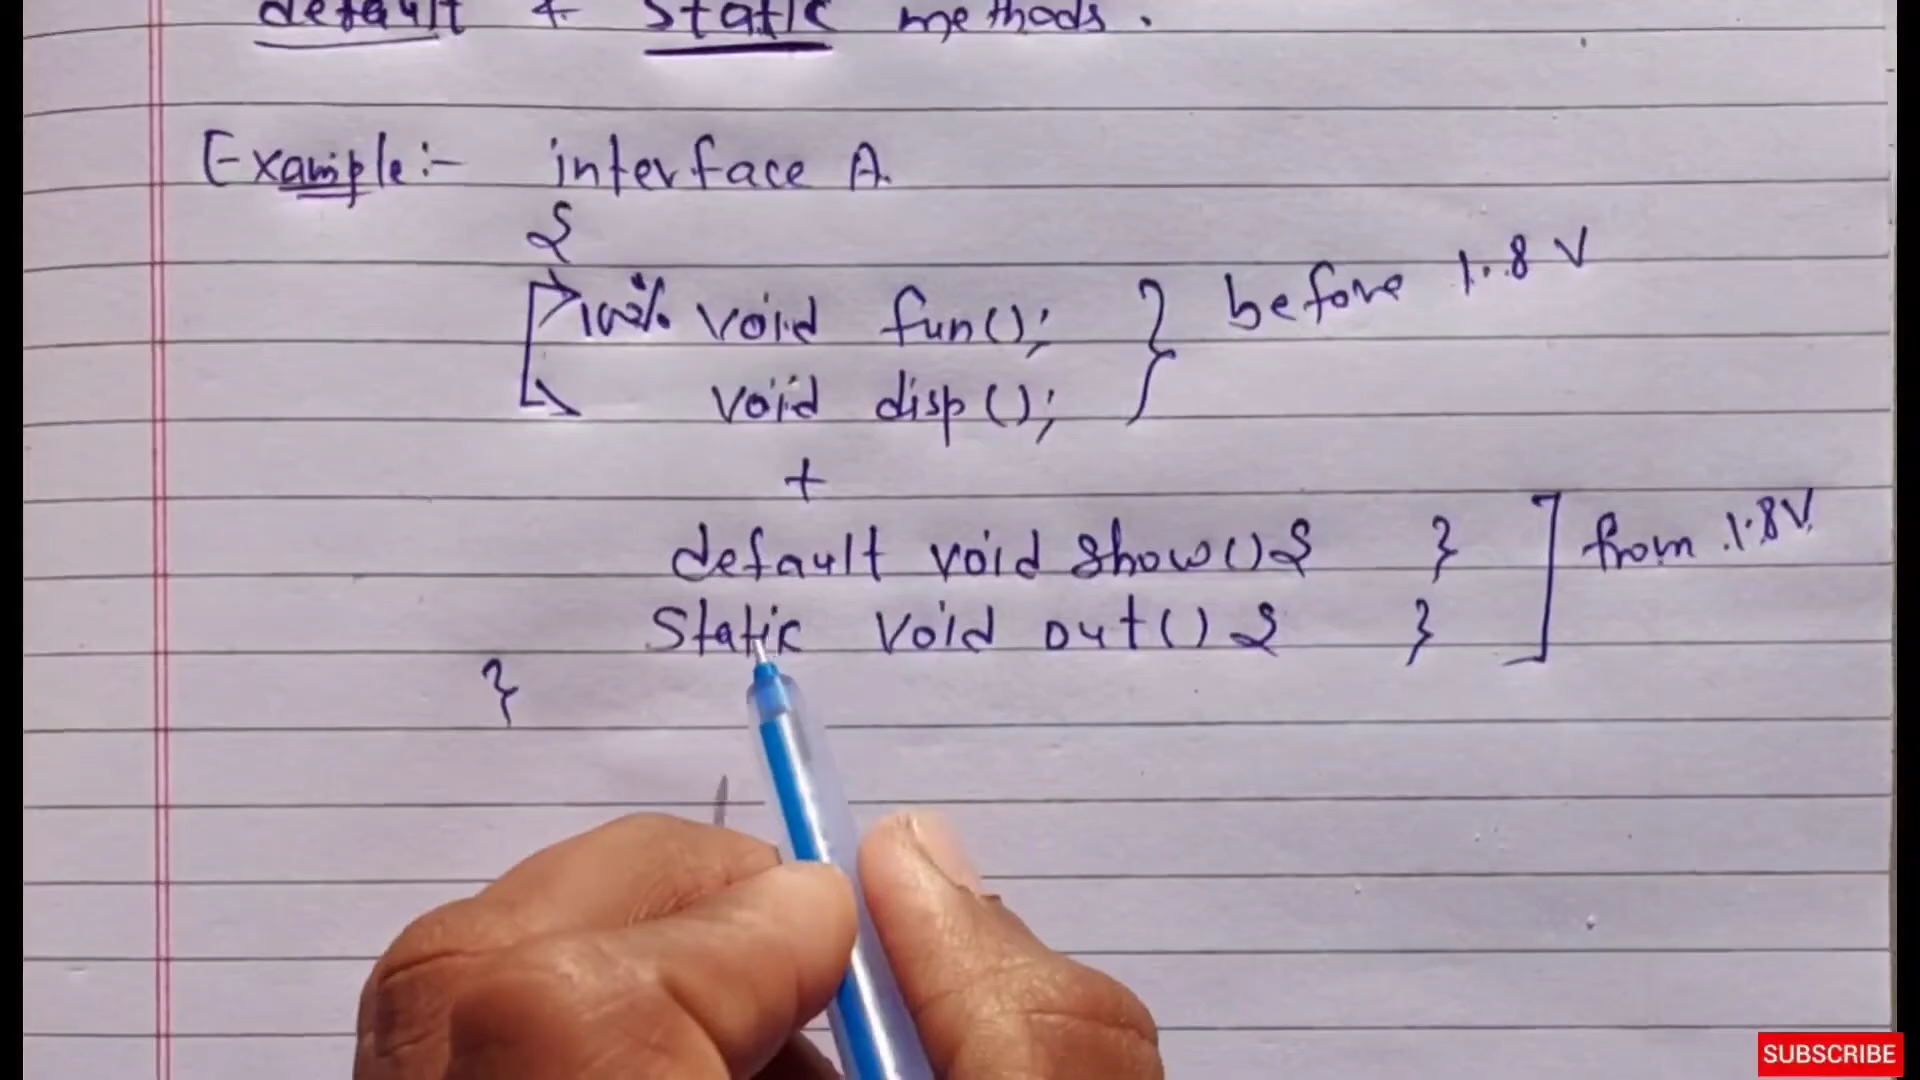 default + static methods.
Example:- interface A
{
100% void fun(); } before 1.8 V
void disp();
+
default void show(){ } ] from 1.8V
Static void out(){ }
}
SUBSCRIBE